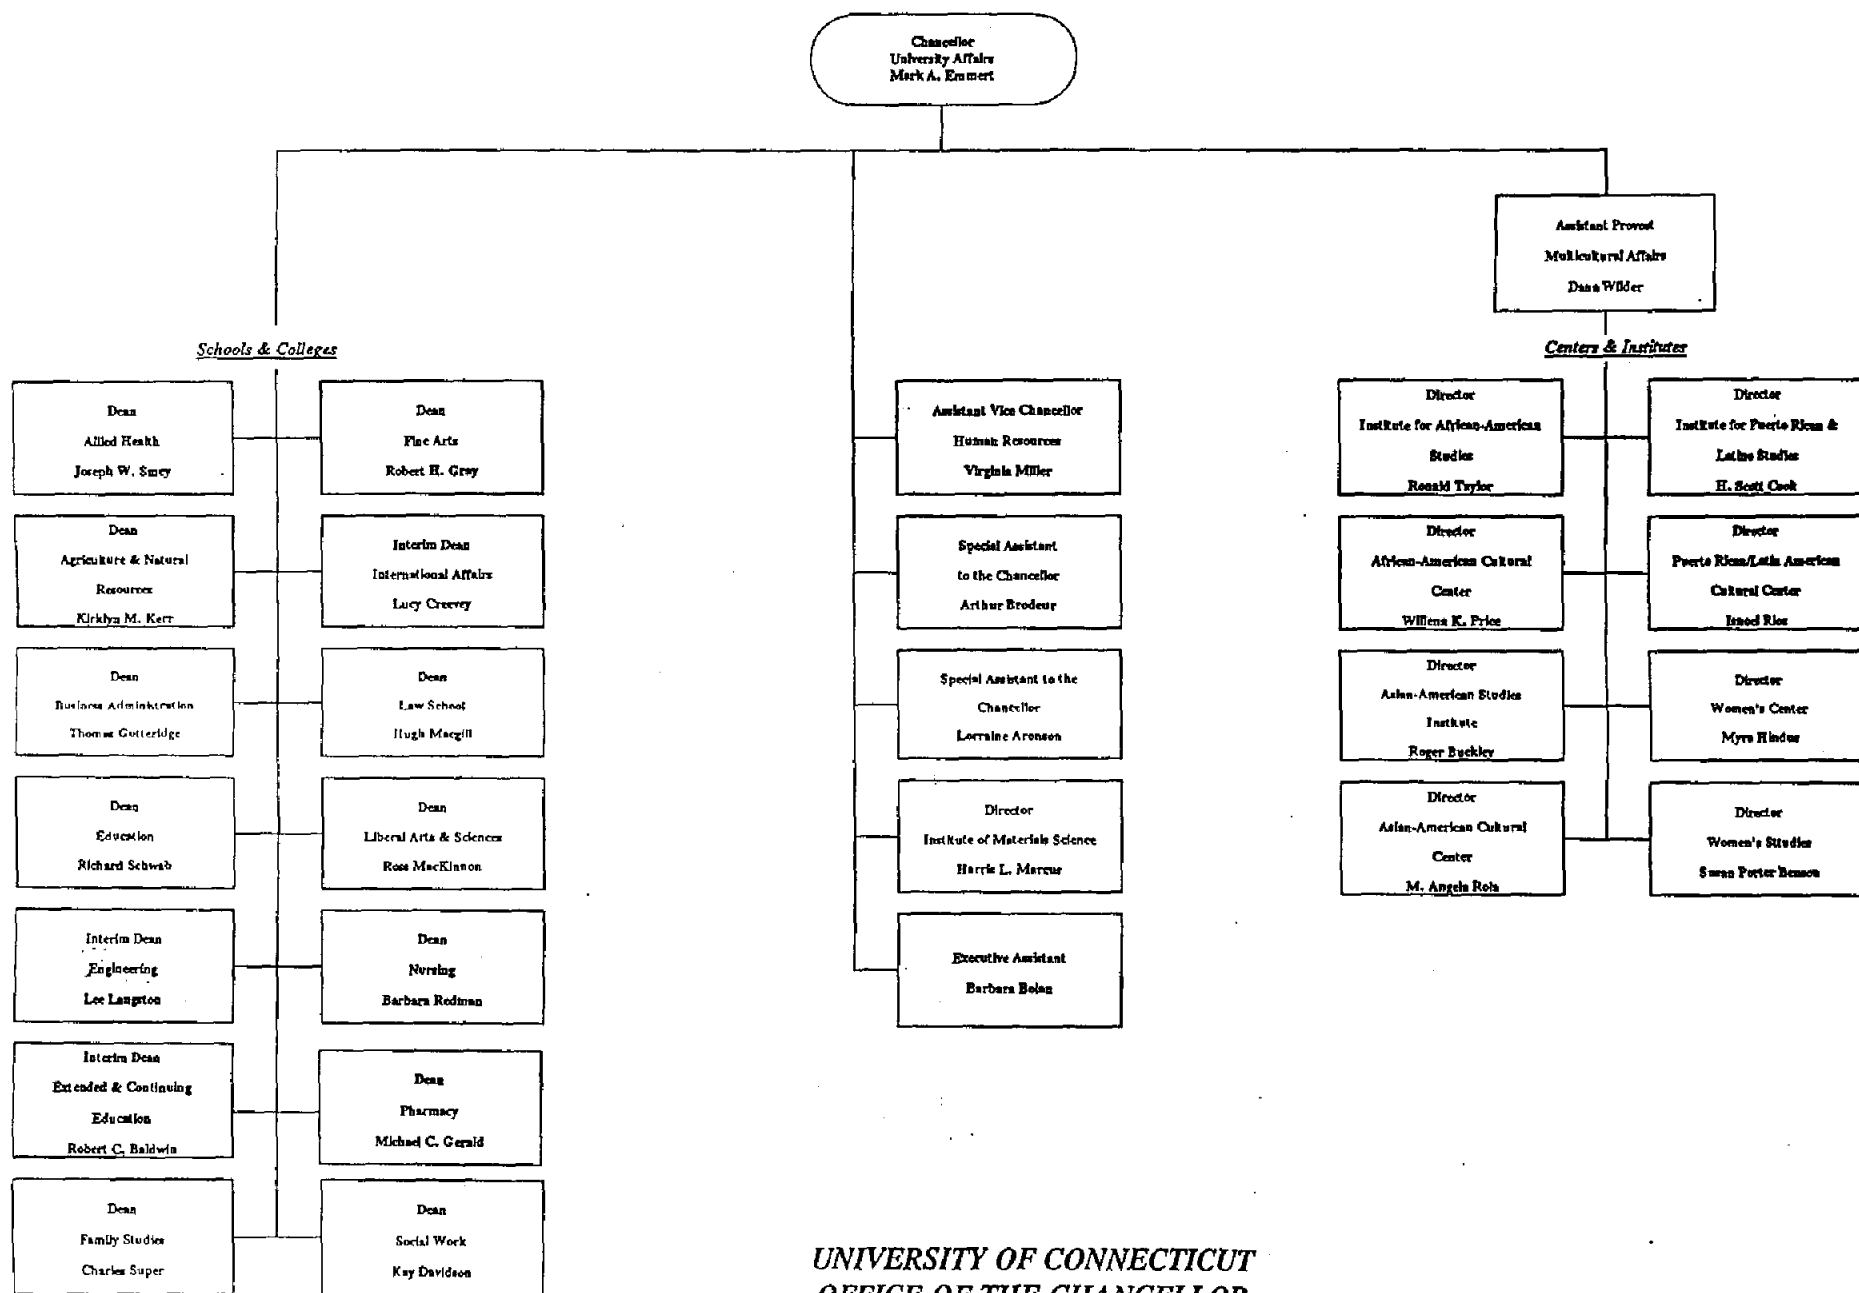 Chancellor
University Affairs
Mark A. Emmert
Assistant Provost
Multicultural Affairs
Dana Wilder
Schools & Colleges
Dean
Allied Health
Joseph W. Smey
Dean
Fine Arts
Robert H. Gray
Dean
Agriculture & Natural
Resources
Kirklyn M. Kerr
Interim Dean
International Affairs
Lucy Creevey
Dean
Business Administration
Thomas Gutteridge
Dean
Law School
Hugh Macgill
Dean
Education
Richard Schwab
Dean
Liberal Arts & Sciences
Ross MacKinnon
Interim Dean
Engineering
Lee Langston
Dean
Nursing
Barbara Redman
Interim Dean
Extended & Continuing
Education
Robert C. Baldwin
Dean
Pharmacy
Michael C. Gerald
Dean
Family Studies
Charles Super
Dean
Social Work
Kay Davidson
Assistant Vice Chancellor
Human Resources
Virginia Miller
Special Assistant
to the Chancellor
Arthur Brodeur
Special Assistant to the
Chancellor
Lorraine Aronson
Director
Institute of Materials Science
Harris L. Marcus
Executive Assistant
Barbara Bolan
Centers & Institutes
Director
Institute for African-American
Studies
Ronald Taylor
Director
Institute for Puerto Rican &
Latino Studies
H. Scott Cook
Director
African-American Cultural
Center
Willena K. Price
Director
Puerto Rican/Latin American
Cultural Center
Isnoel Rios
Director
Asian-American Studies
Institute
Roger Buckley
Director
Women's Center
Myra Hindus
Director
Asian-American Cultural
Center
M. Angela Rola
Director
Women's Sttudies
Susan Porter Benson
UNIVERSITY OF CONNECTICUT
OFFICE OF THE CHANCELLOR